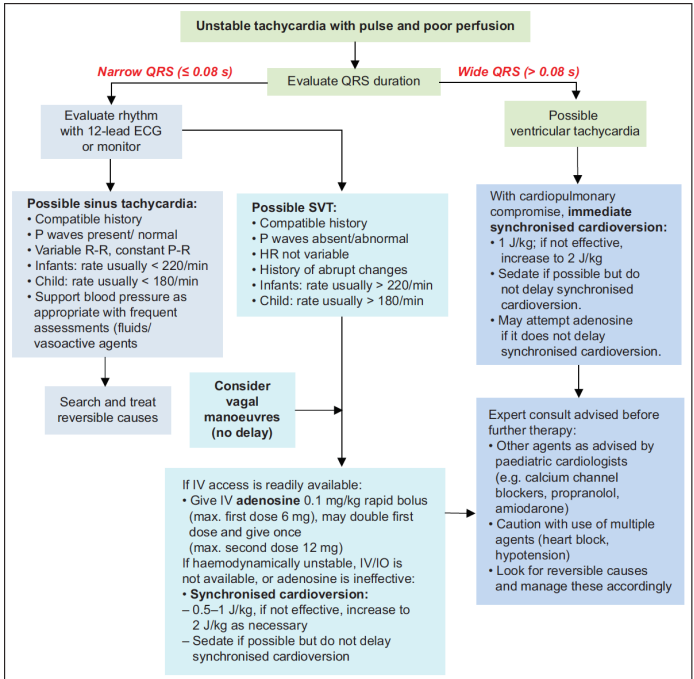 Unstable tachycardia with pulse and poor perfusion
Narrow QRS (≤ 0.08 s)
Evaluate QRS duration
Wide QRS (> 0.08 s)
Evaluate rhythm
with 12-lead ECG
or monitor
Possible
ventricular tachycardia
Possible sinus tachycardia:
• Compatible history
• P waves present/ normal
• Variable R-R, constant P-R
• Infants: rate usually < 220/min
• Child: rate usually < 180/min
• Support blood pressure as
appropriate with frequent
assessments (fluids/
vasoactive agents
Possible SVT:
• Compatible history
• P waves absent/abnormal
• HR not variable
• History of abrupt changes
• Infants: rate usually > 220/min
• Child: rate usually > 180/min
With cardiopulmonary
compromise, immediate
synchronised cardioversion:
• 1 J/kg; if not effective,
increase to 2 J/kg
• Sedate if possible but do
not delay synchronised
cardioversion.
• May attempt adenosine
if it does not delay
synchronised cardioversion.
Search and treat
reversible causes
Consider
vagal
manoeuvres
(no delay)
If IV access is readily available:
• Give IV adenosine 0.1 mg/kg rapid bolus
(max. first dose 6 mg), may double first
dose and give once
(max. second dose 12 mg)
If haemodynamically unstable, IV/IO is
not available, or adenosine is ineffective:
• Synchronised cardioversion:
– 0.5–1 J/kg, if not effective, increase to
2 J/kg as necessary
– Sedate if possible but do not delay
synchronised cardioversion
Expert consult advised before
further therapy:
• Other agents as advised by
paediatric cardiologists
(e.g. calcium channel
blockers, propranolol,
amiodarone)
• Caution with use of multiple
agents (heart block,
hypotension)
• Look for reversible causes
and manage these accordingly